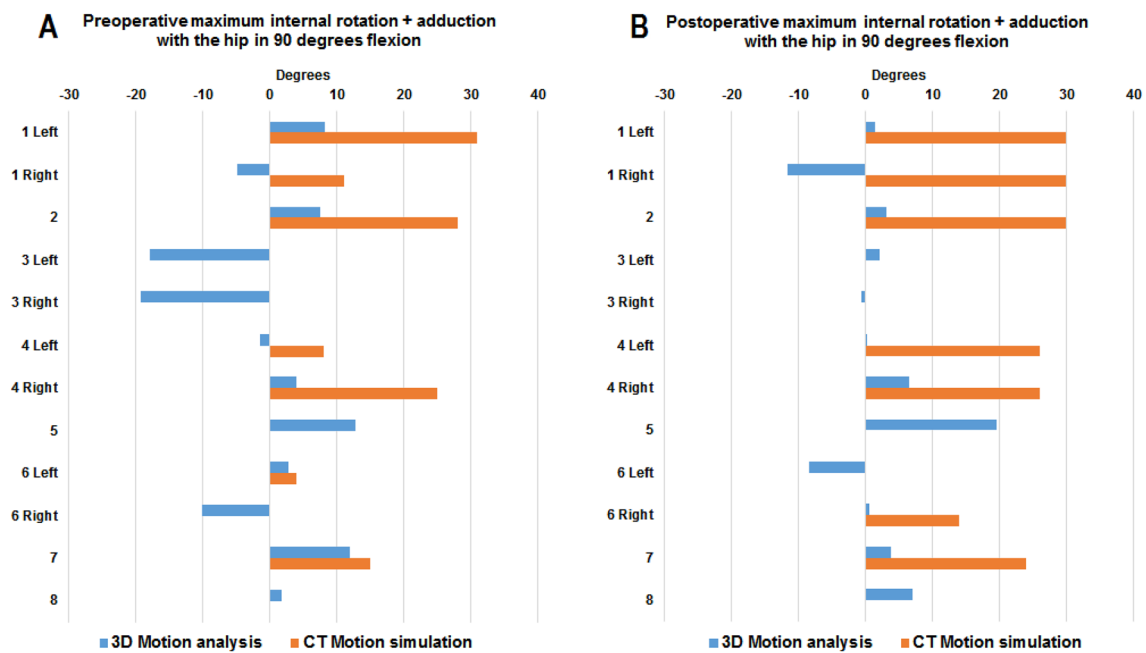 A
Preoperative maximum internal rotation + adduction
with the hip in 90 degrees flexion
Degrees
-30 -20 -10 0 10 20 30 40
1 Left
1 Right
2
3 Left
3 Right
4 Left
4 Right
5
6 Left
6 Right
7
8
3D Motion analysis CT Motion simulation
B
Postoperative maximum internal rotation + adduction
with the hip in 90 degrees flexion
Degrees
-30 -20 -10 0 10 20 30 40
1 Left
1 Right
2
3 Left
3 Right
4 Left
4 Right
5
6 Left
6 Right
7
8
3D Motion analysis CT Motion simulation